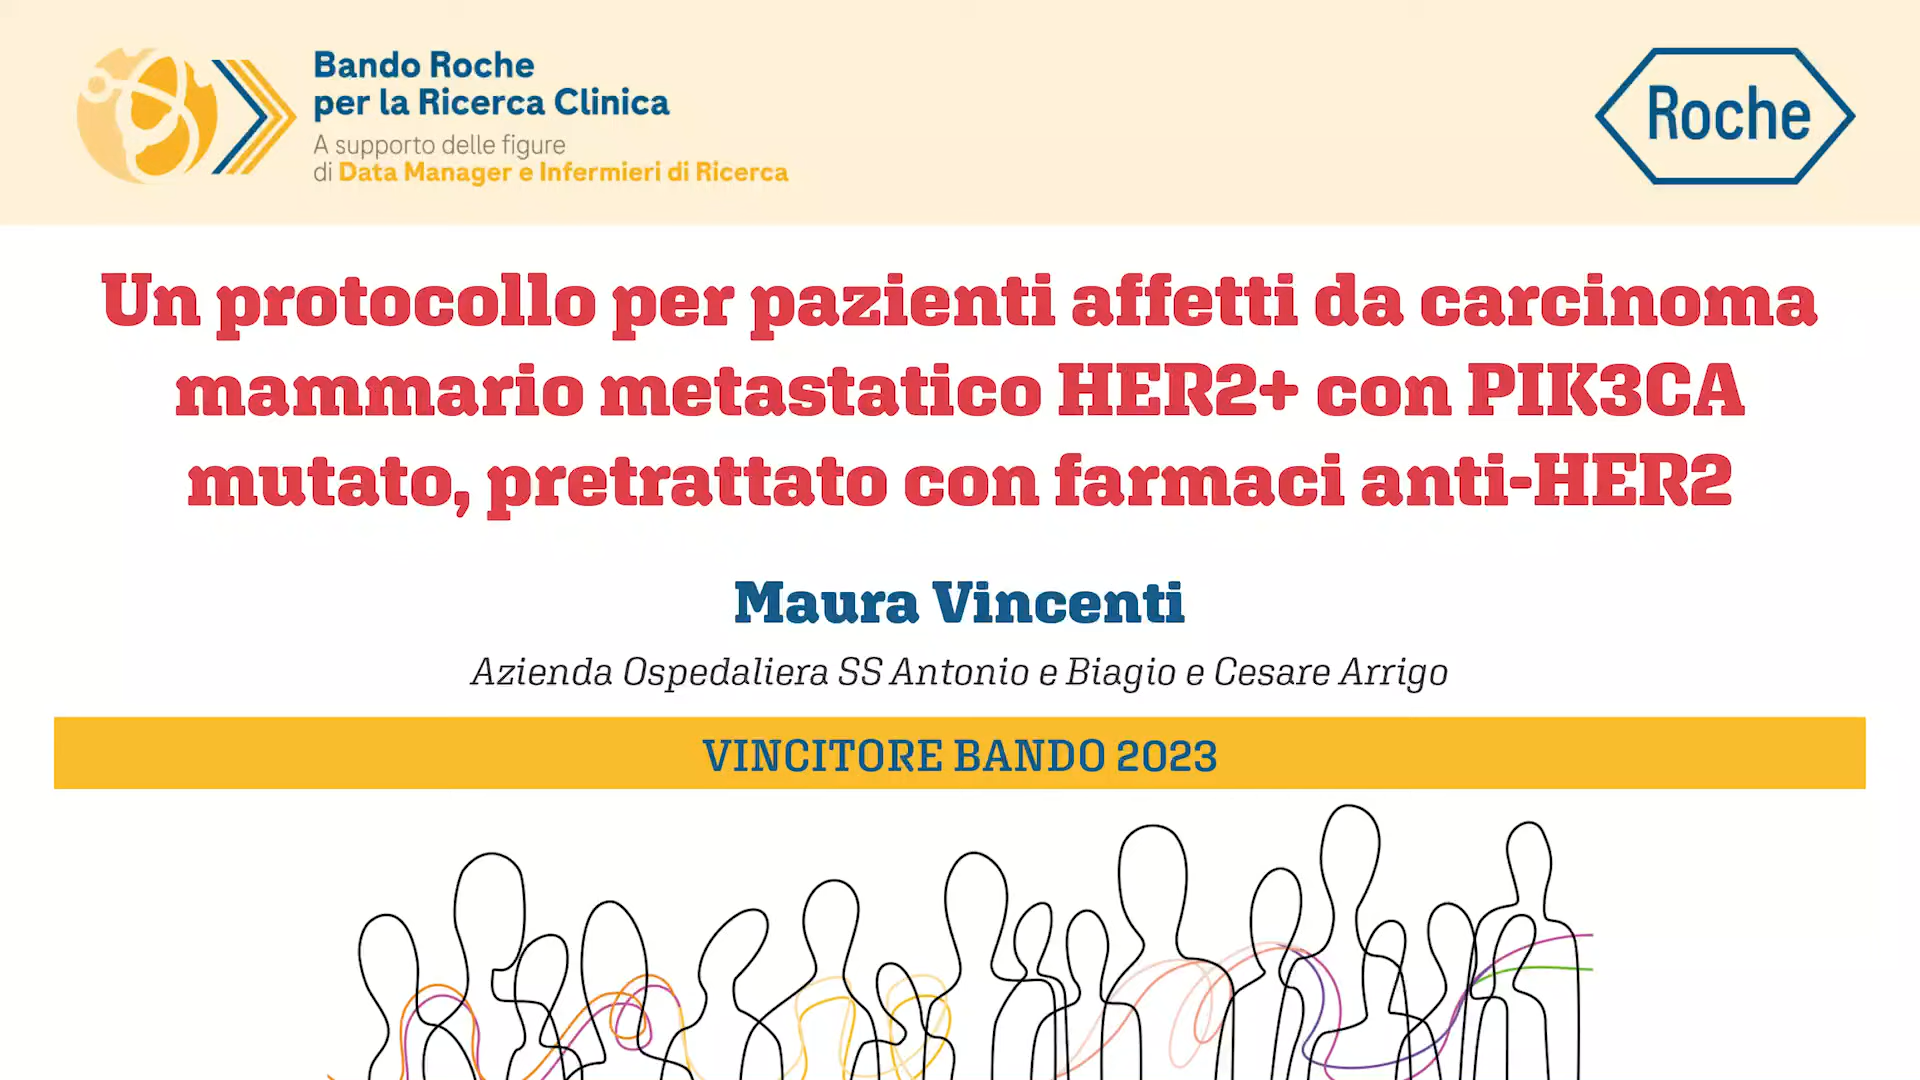 Bando Roche
per la Ricerca Clinica
A supporto delle figure
di Data Manager e Infermieri di Ricerca
Roche
Un protocollo per pazienti affetti da carcinoma
mammario metastatico HER2+ con PIK3CA
mutato, pretrattato con farmaci anti-HER2
Maura Vincenti
Azienda Ospedaliera SS Antonio e Biagio e Cesare Arrigo
VINCITORE BANDO 2023